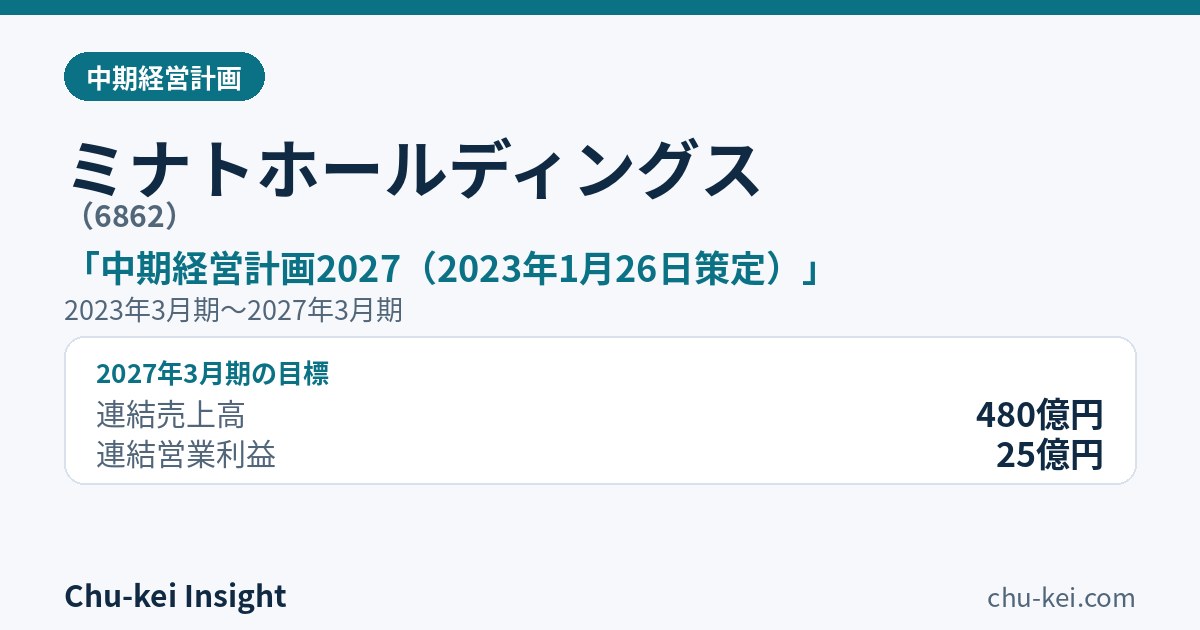 中期経営計画
ミナトホールディングス
（6862）
「中期経営計画2027（2023年1月26日策定）」
2023年3月期～2027年3月期
2027年3月期の目標
連結売上高 480億円
連結営業利益 25億円
Chu-kei Insight chu-kei.com